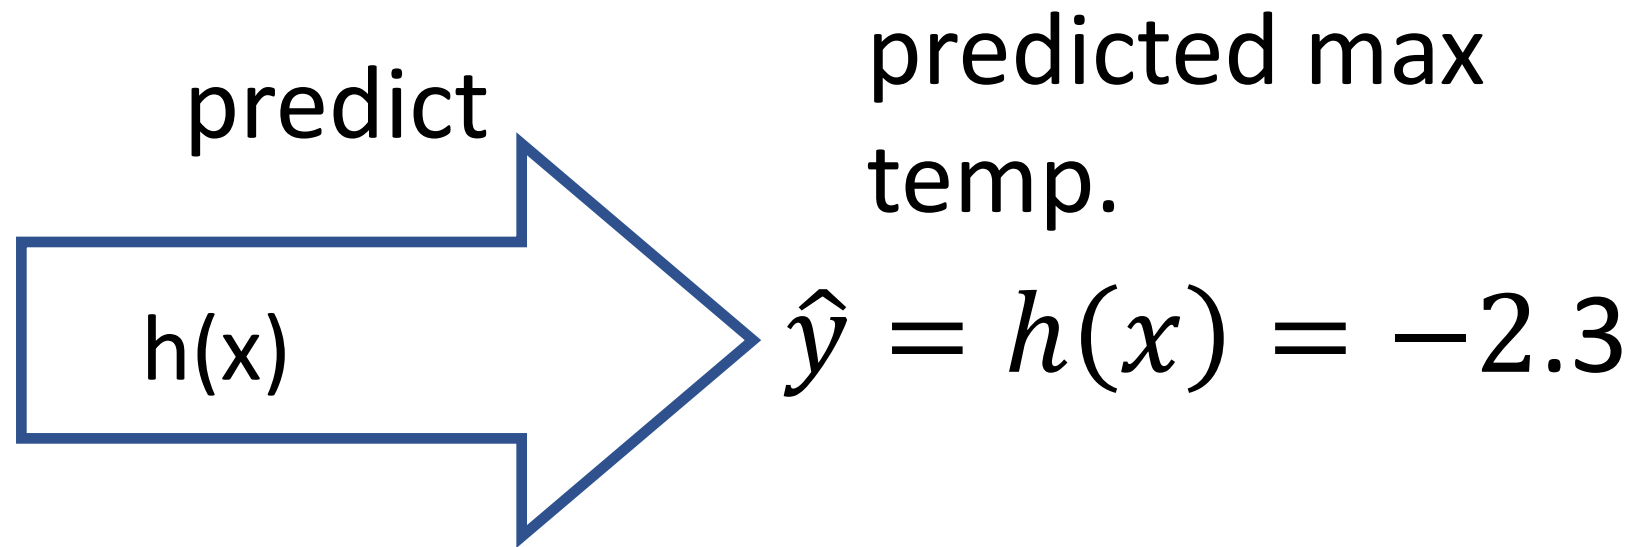 predict
h(x)
predicted max
temp.
ŷ = h(x) = −2.3